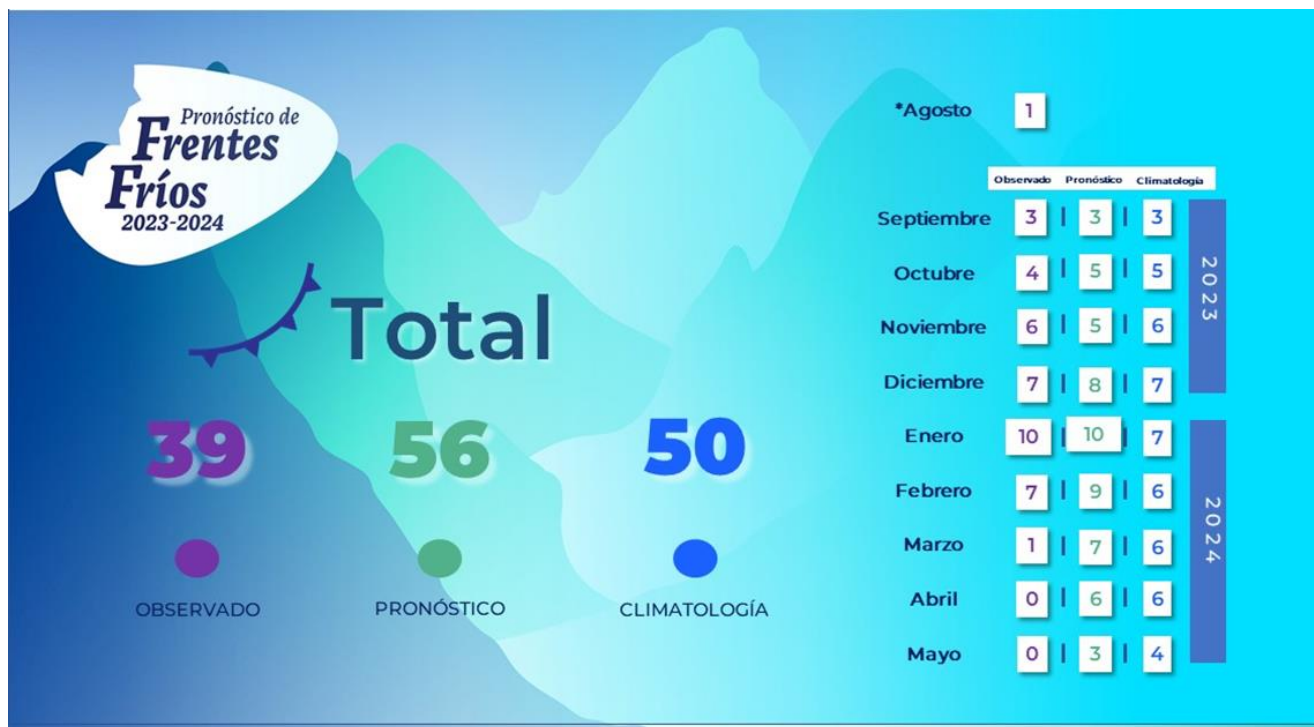 Pronóstico de
Frentes
Fríos
2023-2024
Total
39 56 50
OBSERVADO PRONÓSTICO CLIMATOLOGÍA
*Agosto 1
Observado Pronóstico Climatología
Septiembre 3 | 3 | 3
Octubre 4 | 5 | 5
Noviembre 6 | 5 | 6
Diciembre 7 | 8 | 7
2023
Enero 10 | 10 | 7
Febrero 7 | 9 | 6
Marzo 1 | 7 | 6
Abril 0 | 6 | 6
Mayo 0 | 3 | 4
2024